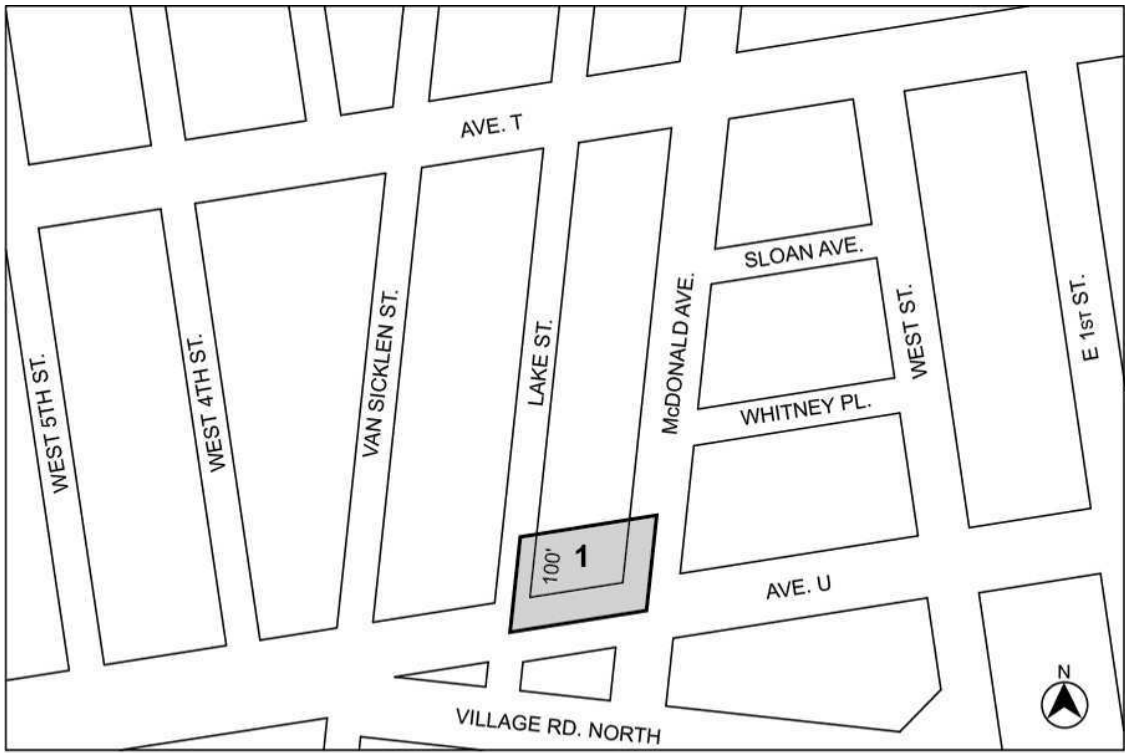 AVE. T
SLOAN AVE.
WEST 5TH ST.
WEST 4TH ST.
VAN SICKLEN ST.
LAKE ST.
McDONALD AVE.
WEST ST.
E 1ST ST.
WHITNEY PL.
100'
1
AVE. U
VILLAGE RD. NORTH
N